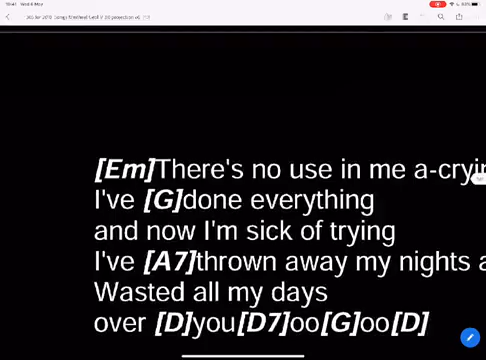 [Em]There's no use in me a-cryin
I've [G]done everything
and now I'm sick of trying
I've [A7]thrown away my nights a
Wasted all my days
over [D]you[D7]oo[G]oo[D]